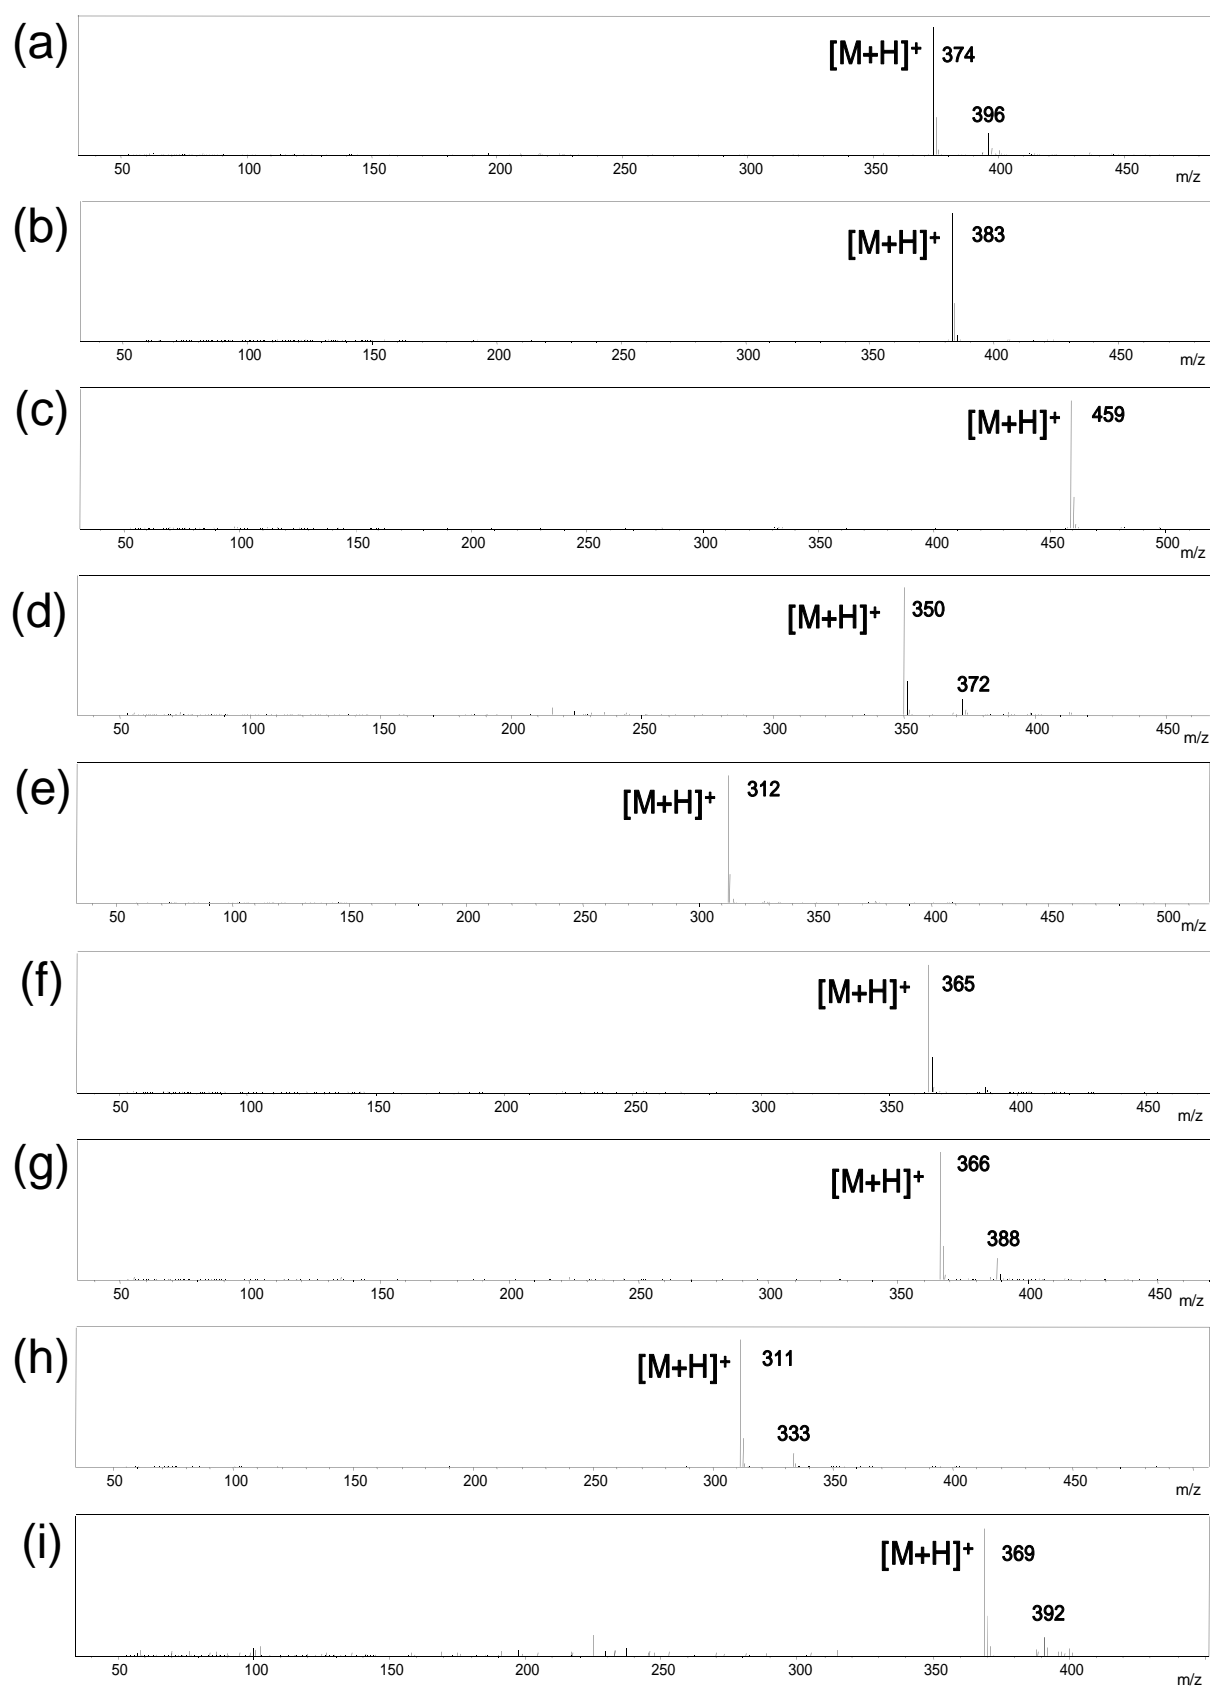 (a)
[M+H]+ 374
396
50 100 150 200 250 300 350 400 450
m/z
(b)
[M+H]+ 383
50 100 150 200 250 300 350 400 450
m/z
(c)
[M+H]+ 459
50 100 150 200 250 300 350 400 450 500
m/z
(d)
[M+H]+ 350
372
50 100 150 200 250 300 350 400 450
m/z
(e)
[M+H]+ 312
50 100 150 200 250 300 350 400 450 500
m/z
(f)
[M+H]+ 365
50 100 150 200 250 300 350 400 450
m/z
(g)
[M+H]+ 366
388
50 100 150 200 250 300 350 400 450
m/z
(h)
[M+H]+ 311
333
50 100 150 200 250 300 350 400 450
m/z
(i)
[M+H]+ 369
392
50 100 150 200 250 300 350 400
m/z